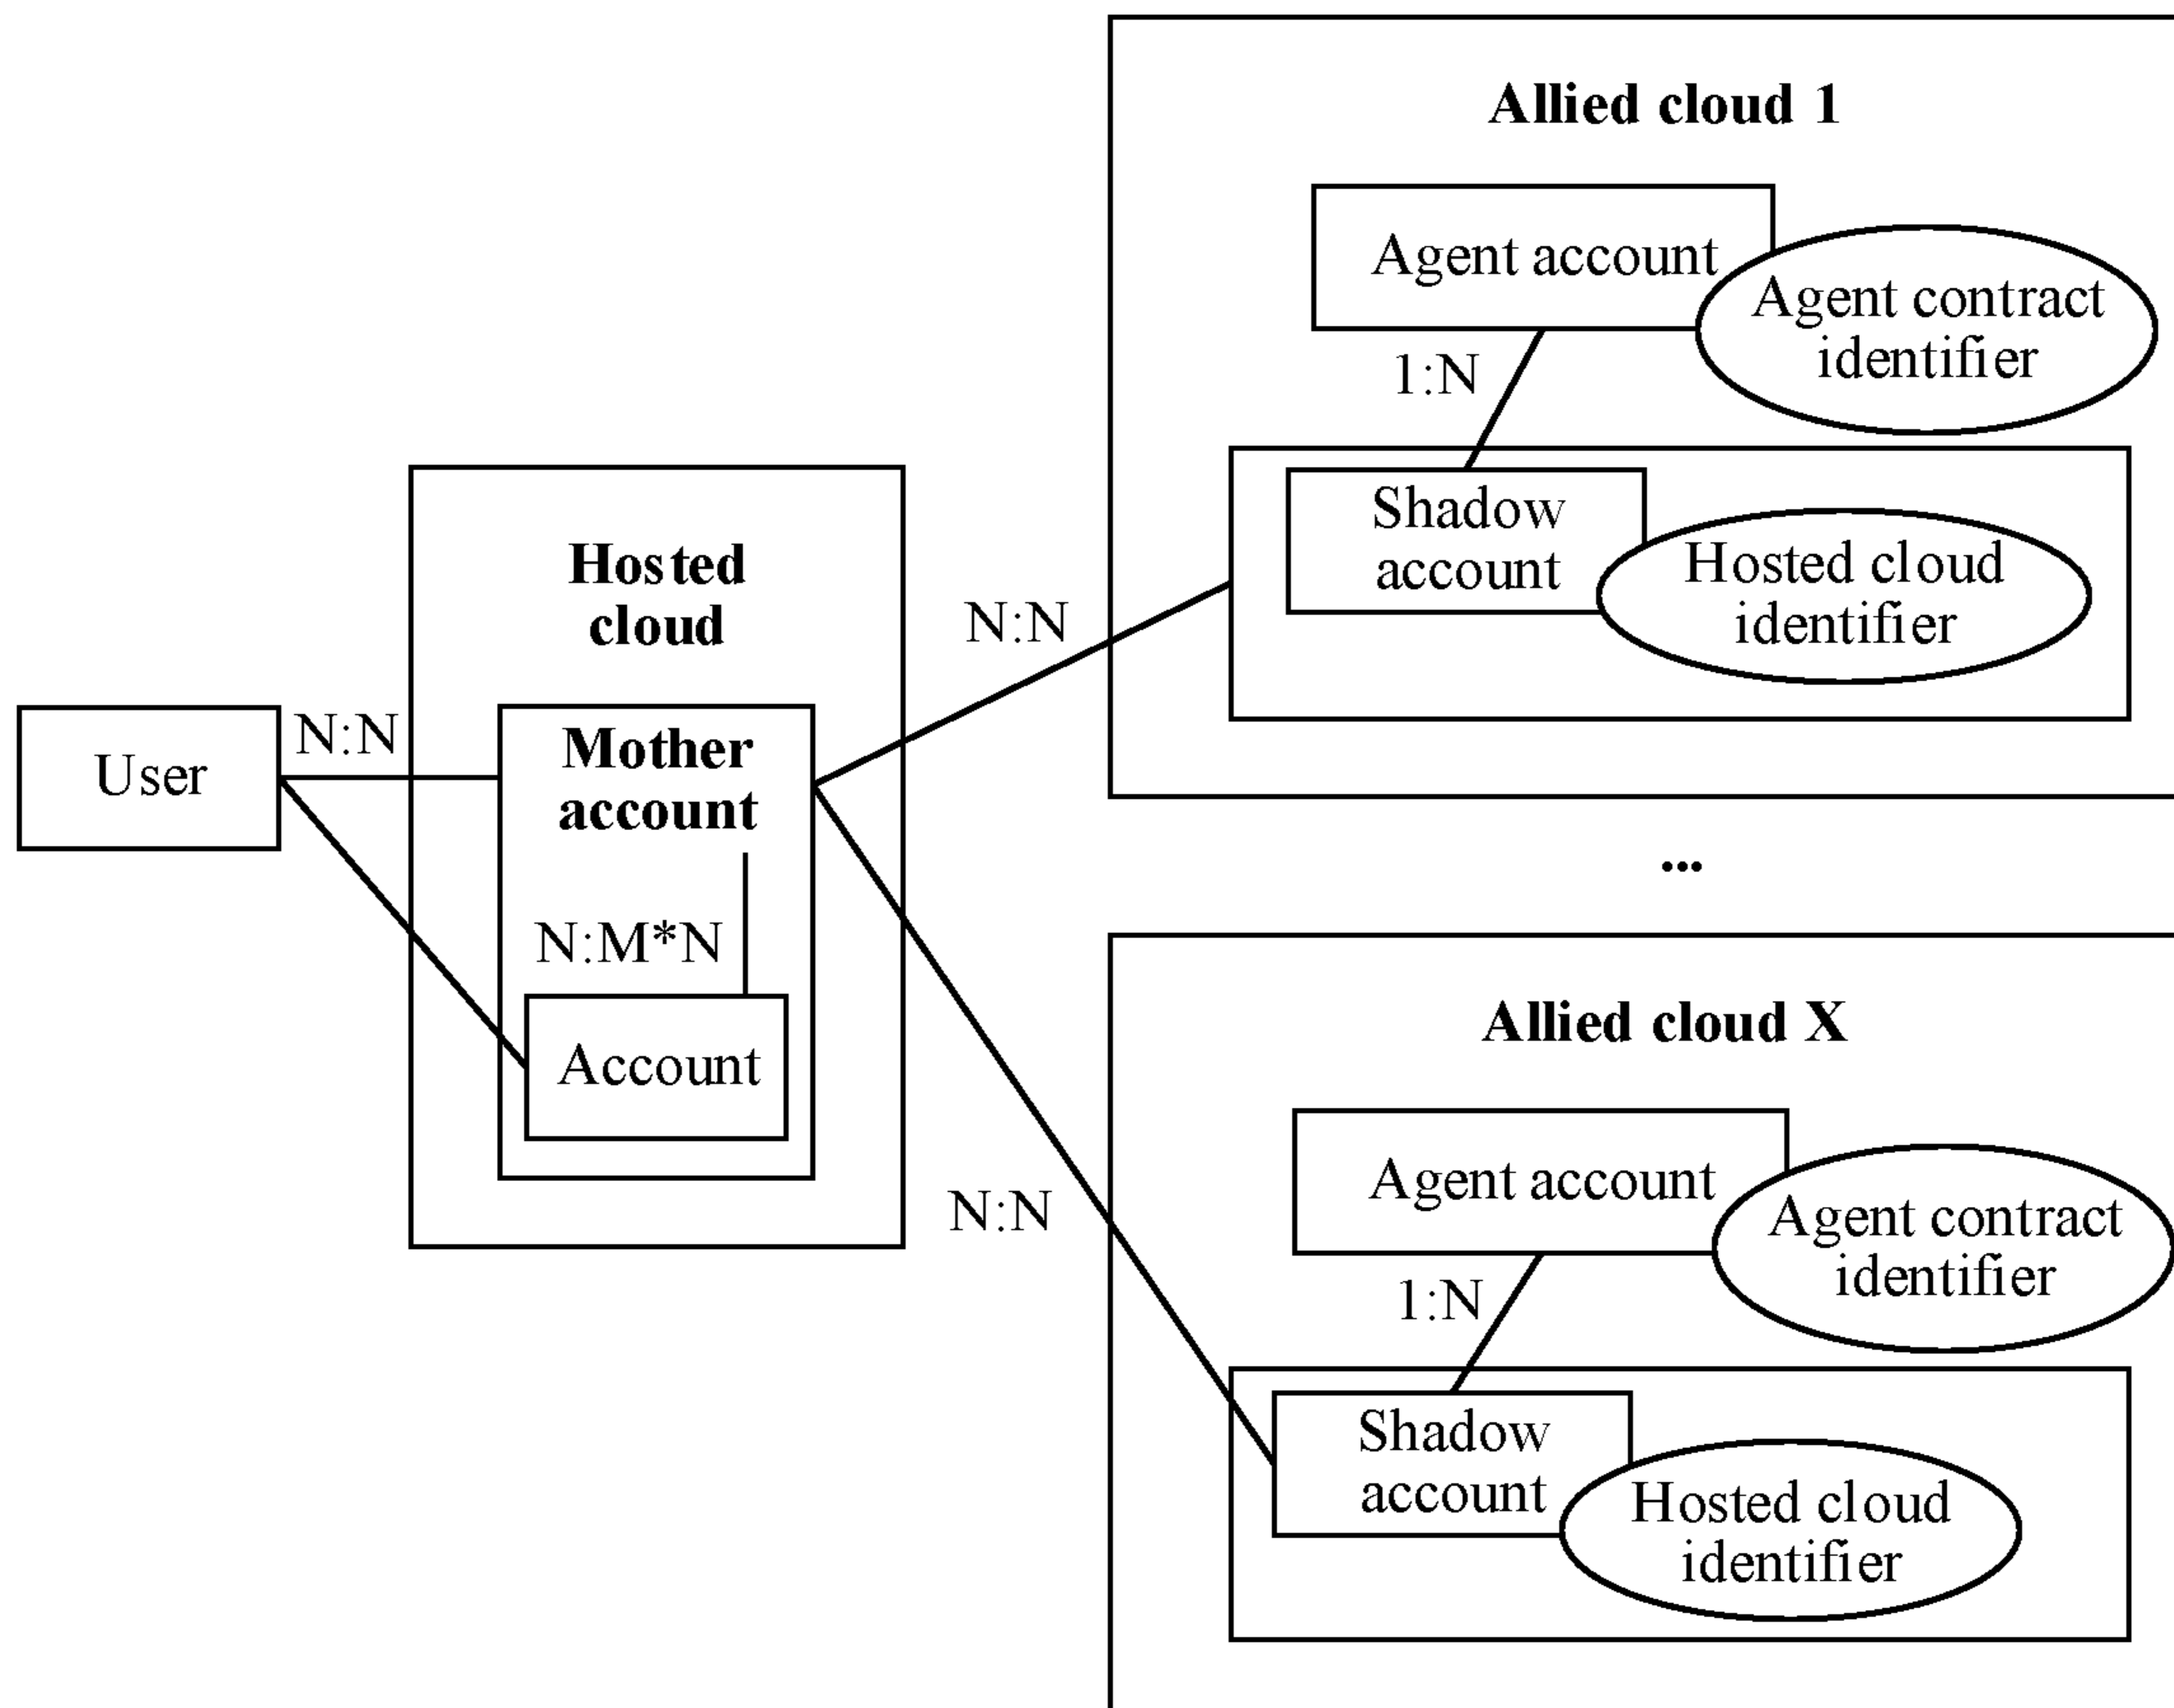 Allied cloud 1
Agent account
Agent contract
identifier
1:N
Shadow
account
Hosted cloud
identifier
Hosted
cloud
N:N
User
N:N
Mother
account
N:M*N
Account
...
Allied cloud X
Agent account
Agent contract
identifier
N:N
1:N
Shadow
account
Hosted cloud
identifier